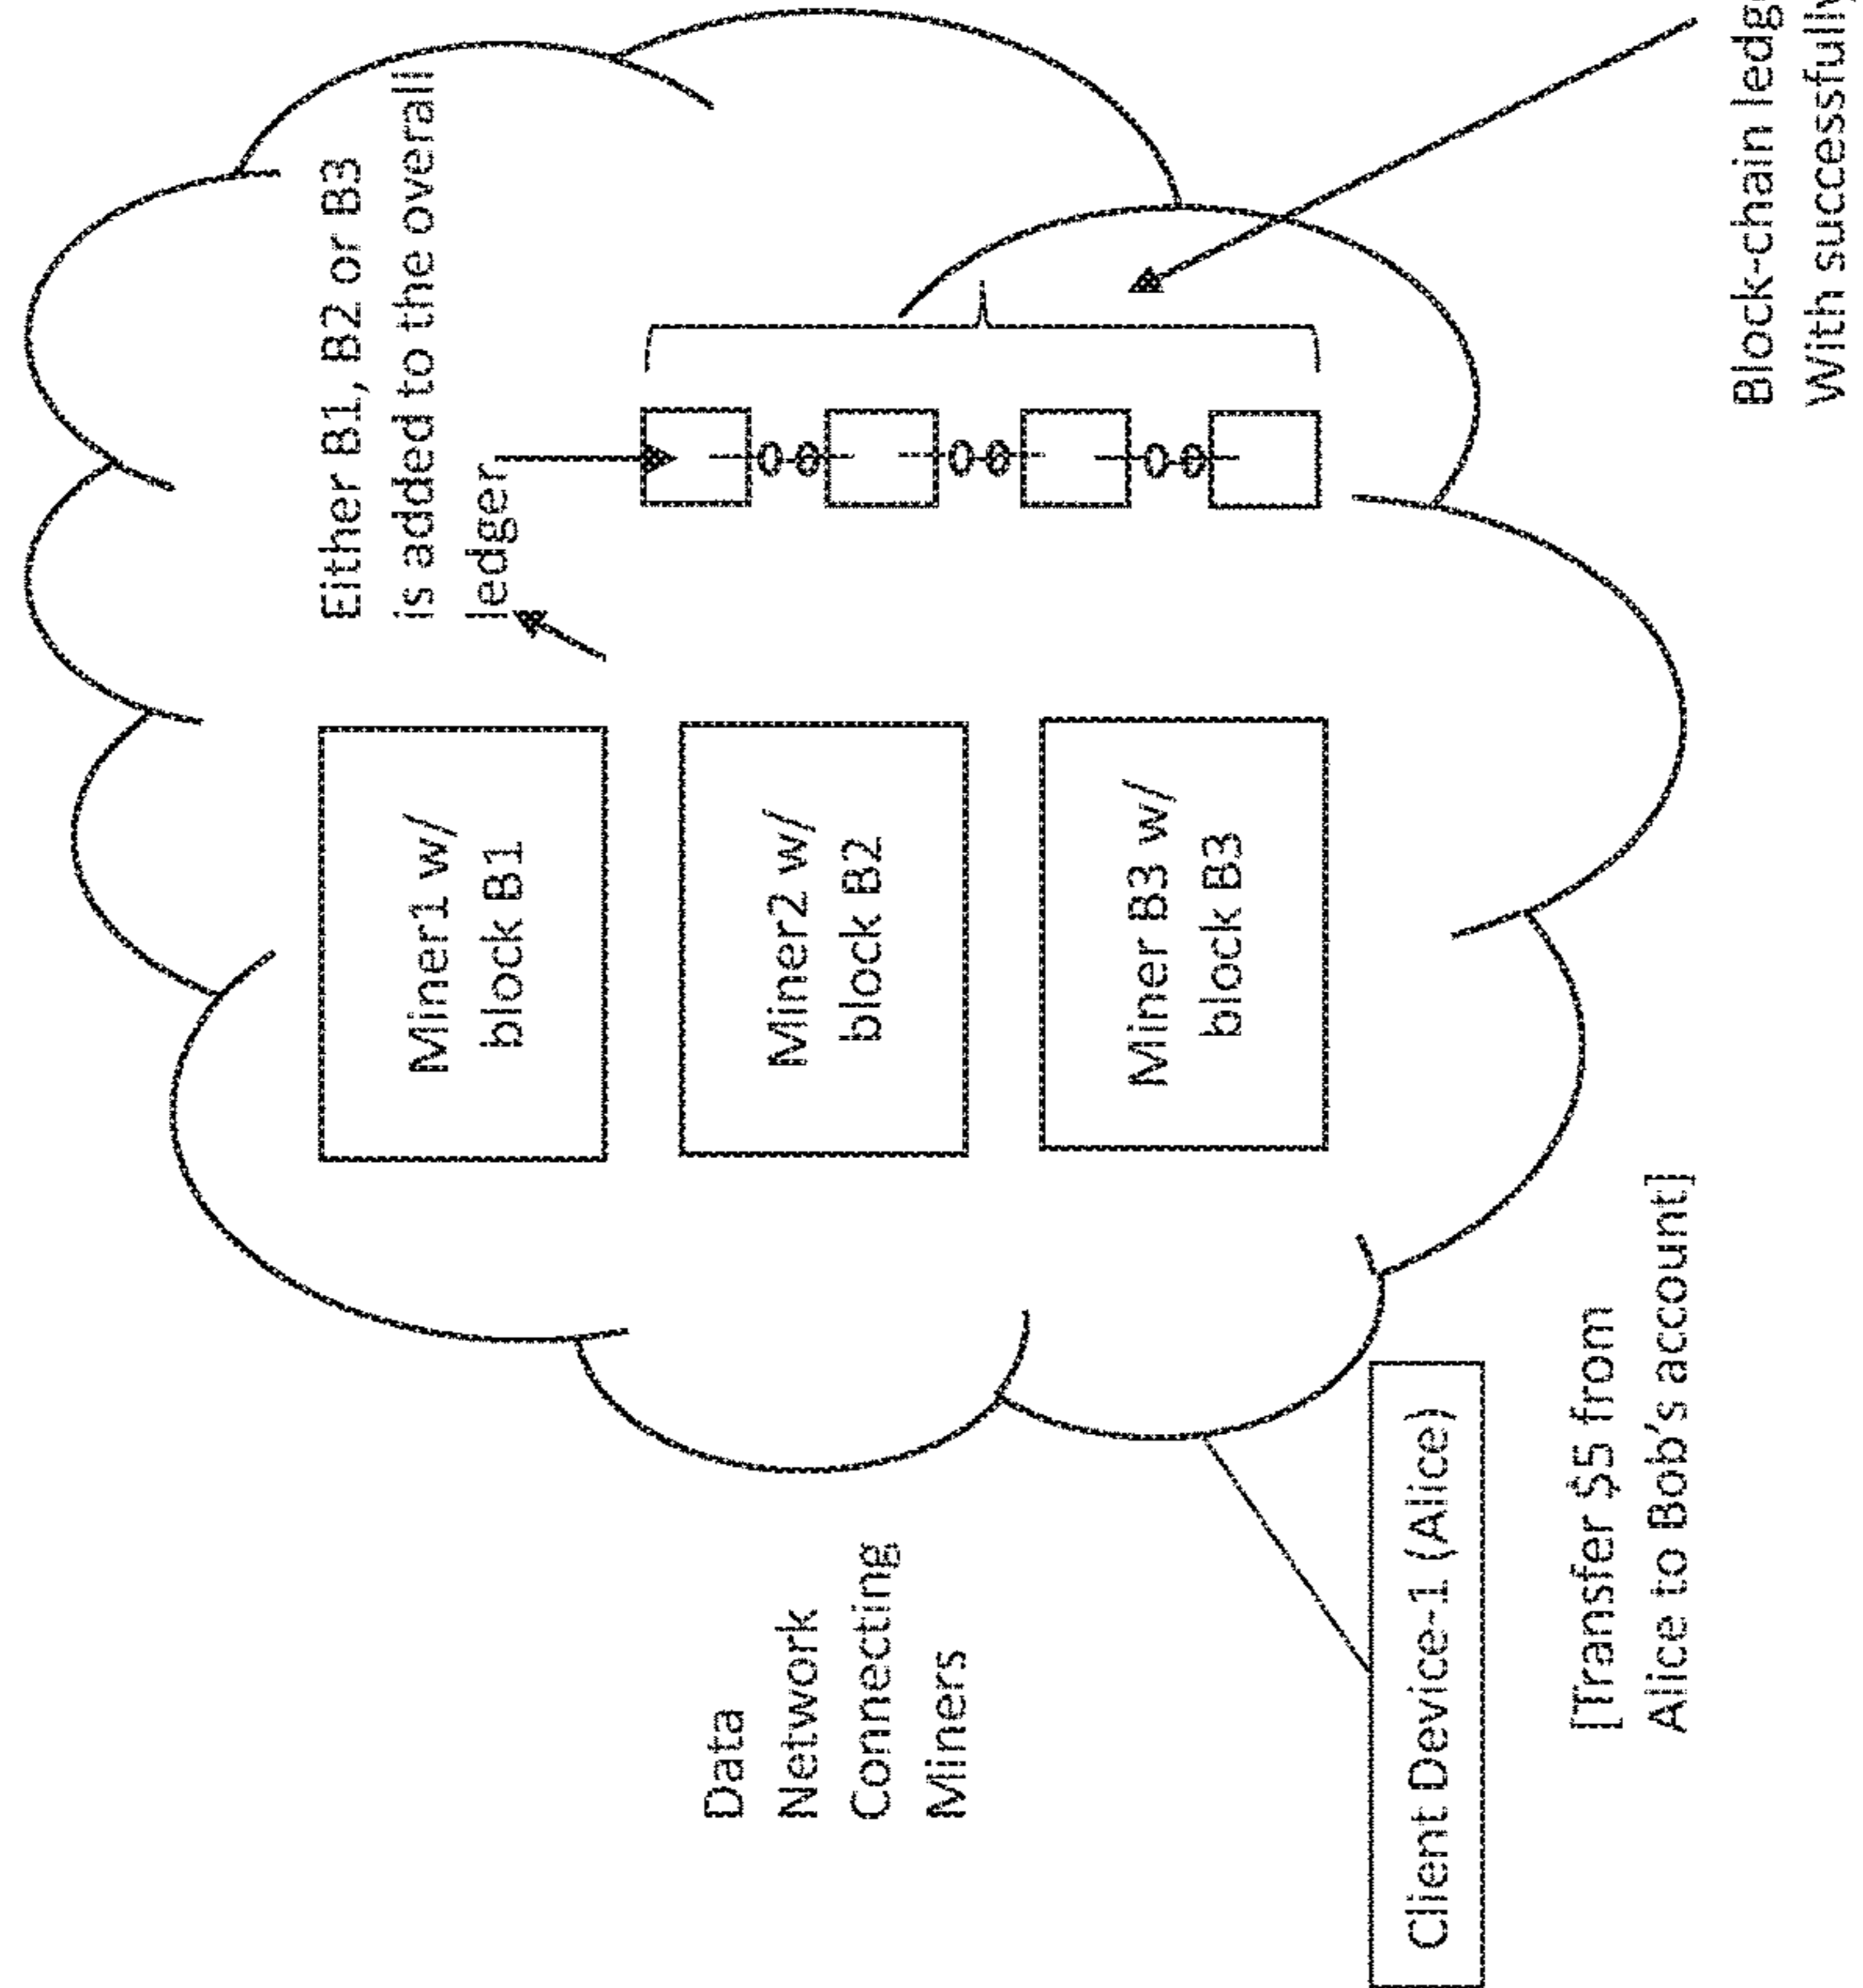 Either B1, B2 or B3
is added to the overall
ledger
Miner1 w/
block B1
Miner2 w/
block B2
Miner B3 w/
block B3
Data
Network
Connecting
Miners
Client Device-1 (Alice)
[Transfer $5 from
Alice to Bob's account]
Block-chain
With